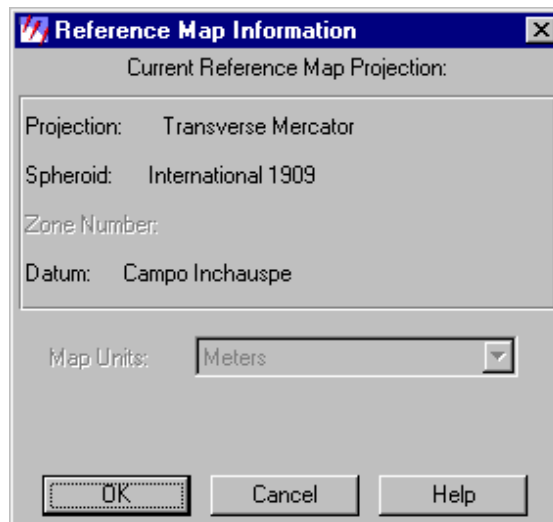 Reference Map Information
Current Reference Map Projection:
Projection: Transverse Mercator
Spheroid: International 1909
Zone Number:
Datum: Campo Inchauspe
Map Units: Meters
OK Cancel Help